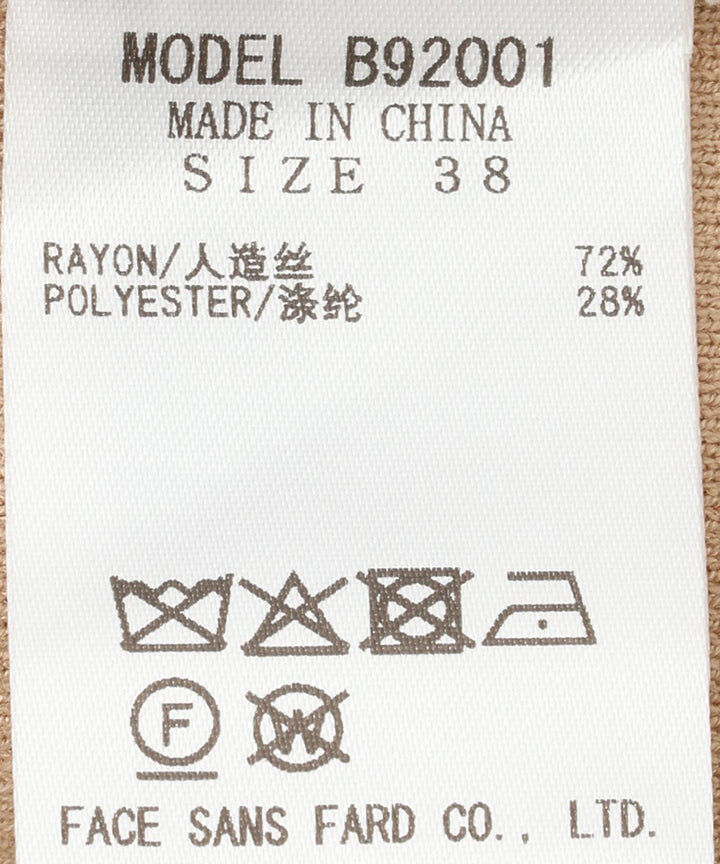 MODEL B92001
MADE IN CHINA
SIZE 38
RAYON/人造丝 72%
POLYESTER/涤纶 28%
F
W
FACE SANS FARD CO., LTD.